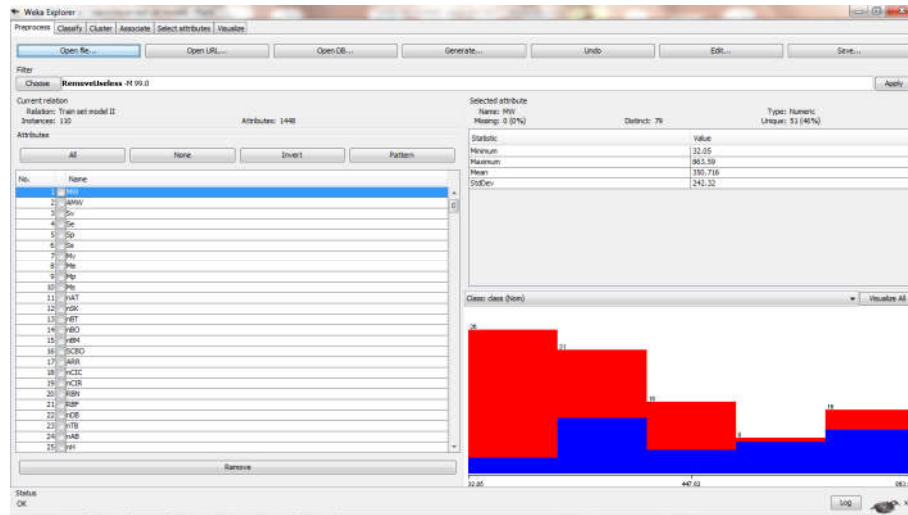 Weka Explorer
Preprocess Classify Cluster Associate Select attributes Visualize
Open file... Open URL... Open DB... Generate... Undo Edit... Save...
Filter
Choose RemoveUseless -M 99.0 Apply
Current relation
Relation: Train set model II
Instances: 110 Attributes: 1448
Selected attribute
Name: MW Type: Numeric
Missing: 0 (0%) Distinct: 79 Unique: 51 (46%)
Attributes
All None Invert Pattern
No. Name
1 MW
2 AMW
3 Sv
4 Se
5 Sp
6 Ss
7 Mv
8 Me
9 Mp
10 Ms
11 nAT
12 nSK
13 nBT
14 nBO
15 nBM
16 SCBO
17 ARR
18 nCIC
19 nCIR
20 RBN
21 RBF
22 nDB
23 nTB
24 nAB
25 nH
Remove
Statistic Value
Minimum 32.05
Maximum 863.59
Mean 350.716
StdDev 242.32
Class: class (Nom) Visualize All
31
32.05 447.82
Status
OK
Log